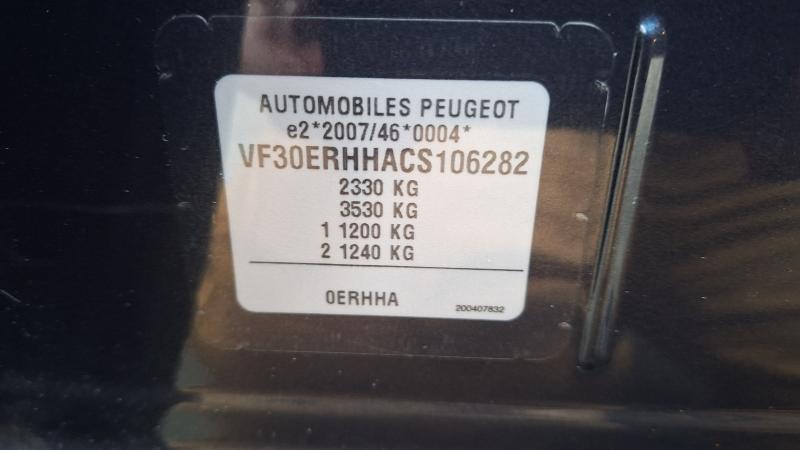 AUTOMOBILES PEUGEOT
e2*2007/46*0004*
VF30ERHHACS106282
2330 KG
3530 KG
1 1200 KG
2 1240 KG
0ERHHA
200407832